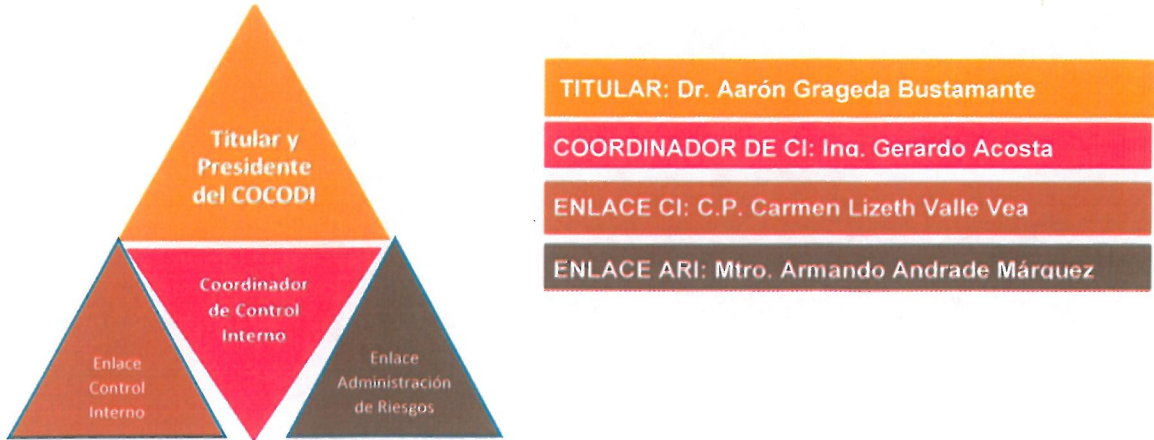 Titular y
Presidente
del COCODI
Coordinador
de Control
Interno
Enlace
Control
Interno
Enlace
Administración
de Riesgos
TITULAR: Dr. Aarón Grageda Bustamante
COORDINADOR DE CI: Ing. Gerardo Acosta
ENLACE CI: C.P. Carmen Lizeth Valle Vea
ENLACE ARI: Mtro. Armando Andrade Márquez